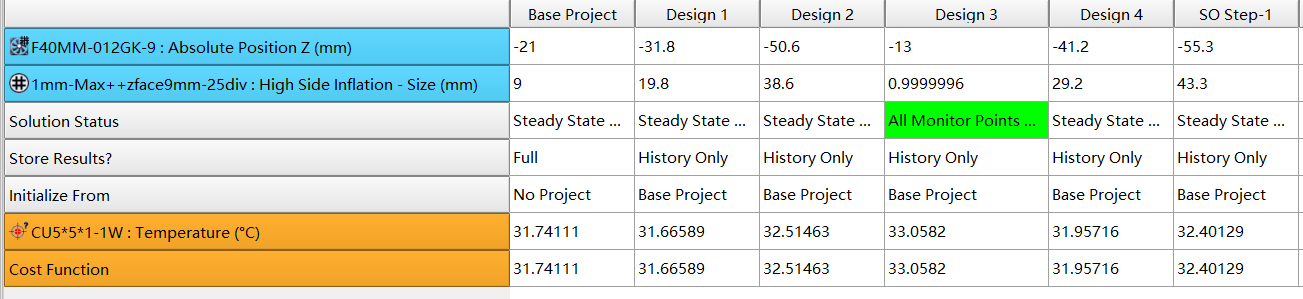 Base Project Design 1 Design 2 Design 3 Design 4 SO Step-1
F40MM-012GK-9 : Absolute Position Z (mm) -21 -31.8 -50.6 -13 -41.2 -55.3
1mm-Max++zface9mm-25div : High Side Inflation - Size (mm) 9 19.8 38.6 0.9999996 29.2 43.3
Solution Status Steady State ... Steady State ... Steady State ... All Monitor Points ... Steady State ... Steady State ...
Store Results? Full History Only History Only History Only History Only History Only
Initialize From No Project Base Project Base Project Base Project Base Project Base Project
CU5*5*1-1W : Temperature (°C) 31.74111 31.66589 32.51463 33.0582 31.95716 32.40129
Cost Function 31.74111 31.66589 32.51463 33.0582 31.95716 32.40129